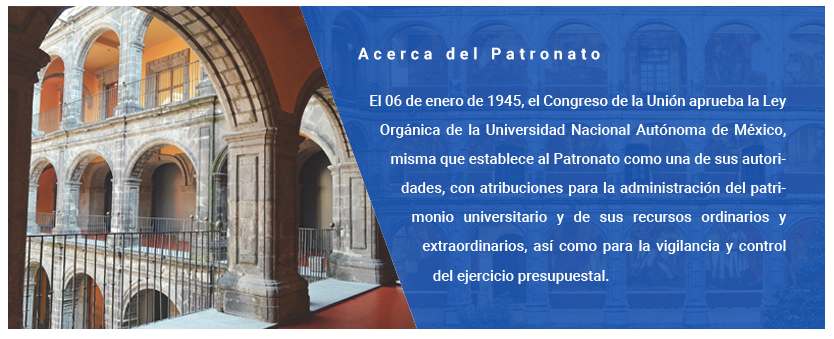 Acerca del Patronato
El 06 de enero de 1945, el Congreso de la Unión aprueba la Ley
Orgánica de la Universidad Nacional Autónoma de México,
misma que establece al Patronato como una de sus autori-
dades, con atribuciones para la administración del patri-
monio universitario y de sus recursos ordinarios y
extraordinarios, así como para la vigilancia y control
del ejercicio presupuestal.